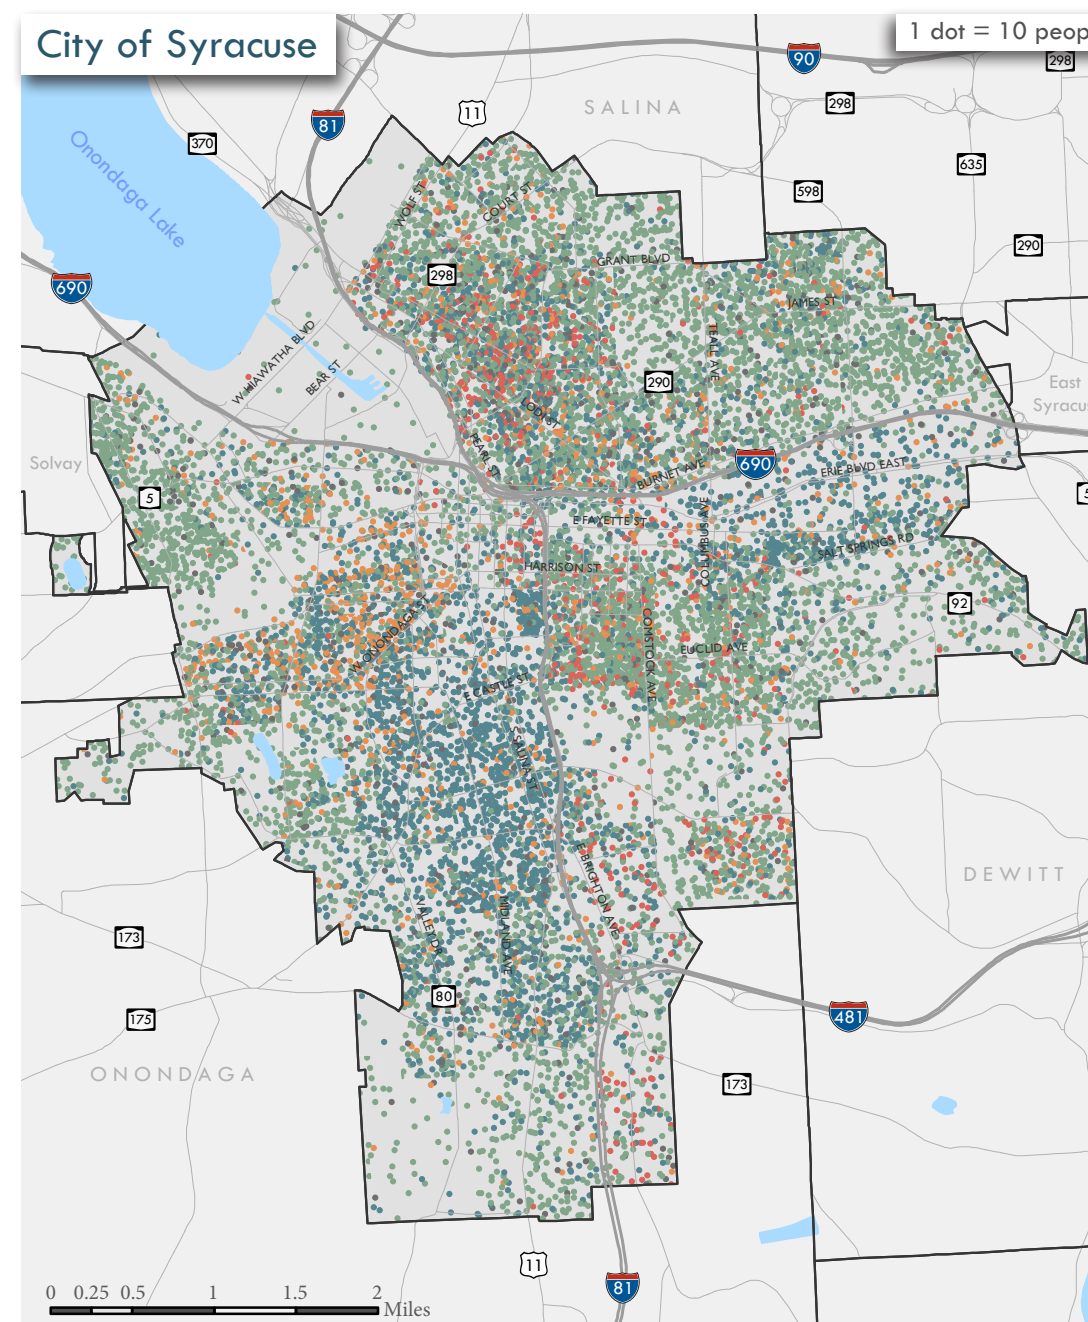 City of Syracuse
1 dot = 10 peop
90
298
11
SALINA
298
81
370
635
Onondaga Lake
598
WOLF ST
COURT ST
290
GRANT BLVD
298
690
JAMES ST
W HIAWATHA BLVD
TEALL AVE
BEAR ST
290
East
Syracus
LODI ST
PEARL ST
Solvay
690
BURNET AVE
ERIE BLVD EAST
5
5
E FAYETTE ST
COLUMBUS AVE
SALT SPRINGS RD
HARRISON ST
92
W ONONDAGA ST
COMSTOCK AVE
EUCLID AVE
E CASTLE ST
S SALINA ST
E BRIGHTON AVE
DEWITT
VALLEY DR
MIDLAND AVE
173
80
481
175
ONONDAGA
173
11
81
0 0.25 0.5 1 1.5 2
Miles